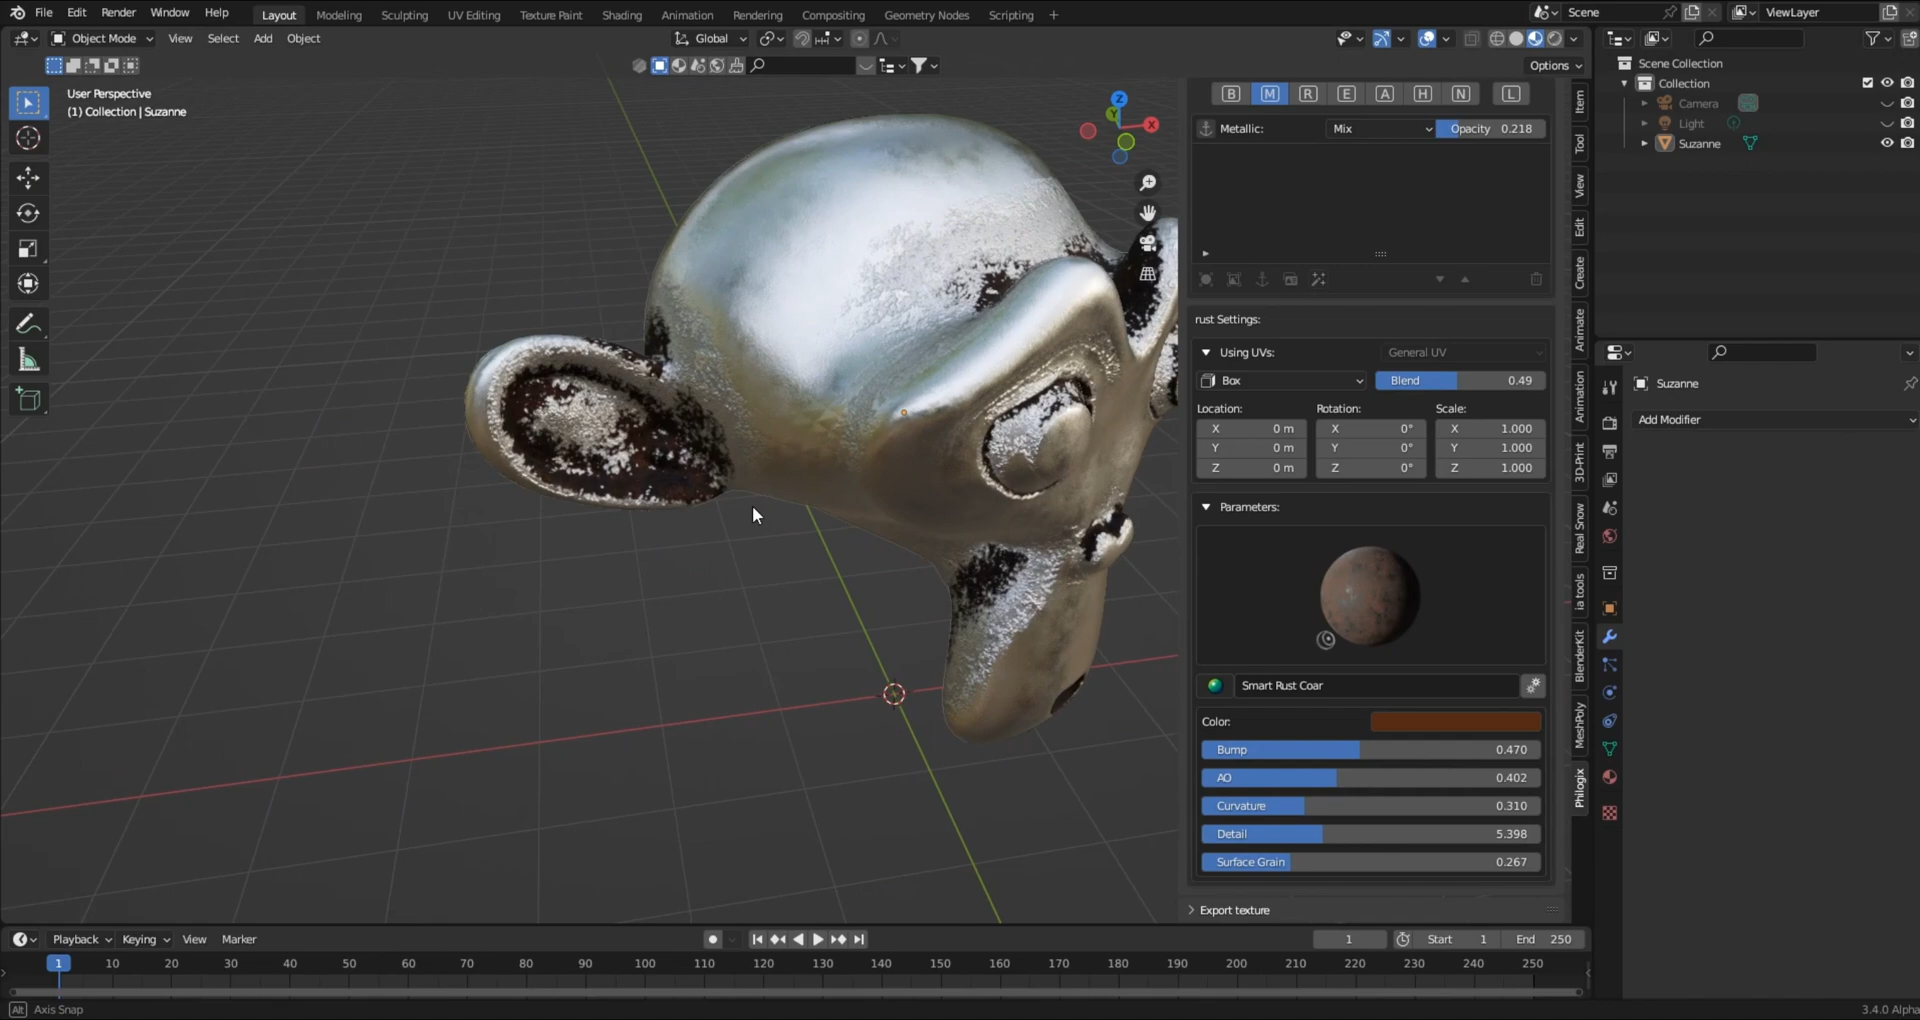 File Edit Render Window Help Layout Modeling Sculpting UV Editing Texture Paint Shading Animation Rendering Compositing Geometry Nodes Scripting + Scene ViewLayer
Object Mode View Select Add Object Global
Options
User Perspective
(1) Collection | Suzanne
Z
Y
X
B M R E A H N L
Metallic: Mix Opacity 0.218
rust Settings:
Using UVs: General UV
Box Blend 0.49
Location: Rotation: Scale:
X 0 m X 0° X 1.000
Y 0 m Y 0° Y 1.000
Z 0 m Z 0° Z 1.000
Parameters:
Smart Rust Coar
Color:
Bump 0.470
AO 0.402
Curvature 0.310
Detail 5.398
Surface Grain 0.267
Export texture
Item
Tool
View
Edit
Create
Animate
Animation
3D-Print
Real Snow
ia tools
BlenderKit
MeshPoly
Philogix
Scene Collection
Collection
Camera
Light
Suzanne
Suzanne
Add Modifier
Playback Keying View Marker 1 Start 1 End 250
1 10 20 30 40 50 60 70 80 90 100 110 120 130 140 150 160 170 180 190 200 210 220 230 240 250
Alt Axis Snap 3.4.0 Alpha